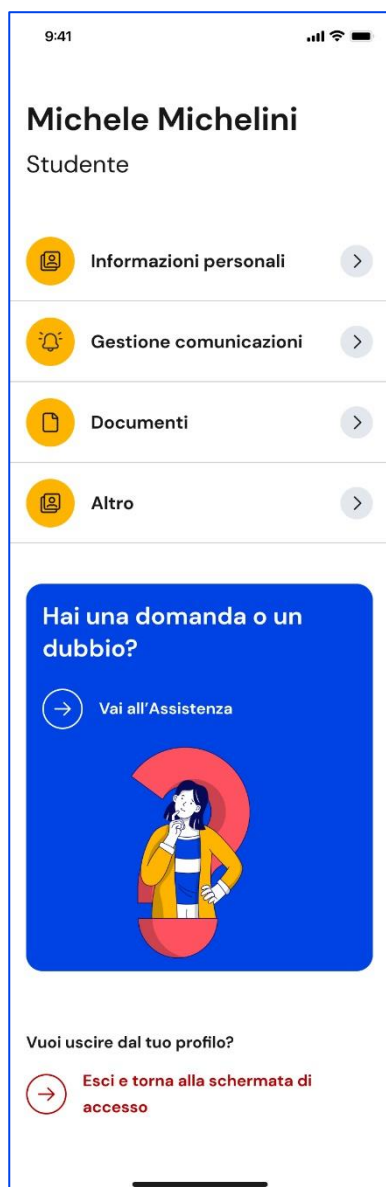 9:41
Michele Michelini
Studente
Informazioni personali
Gestione comunicazioni
Documenti
Altro
Hai una domanda o un
dubbio?
Vai all’Assistenza
Vuoi uscire dal tuo profilo?
Esci e torna alla schermata di
accesso